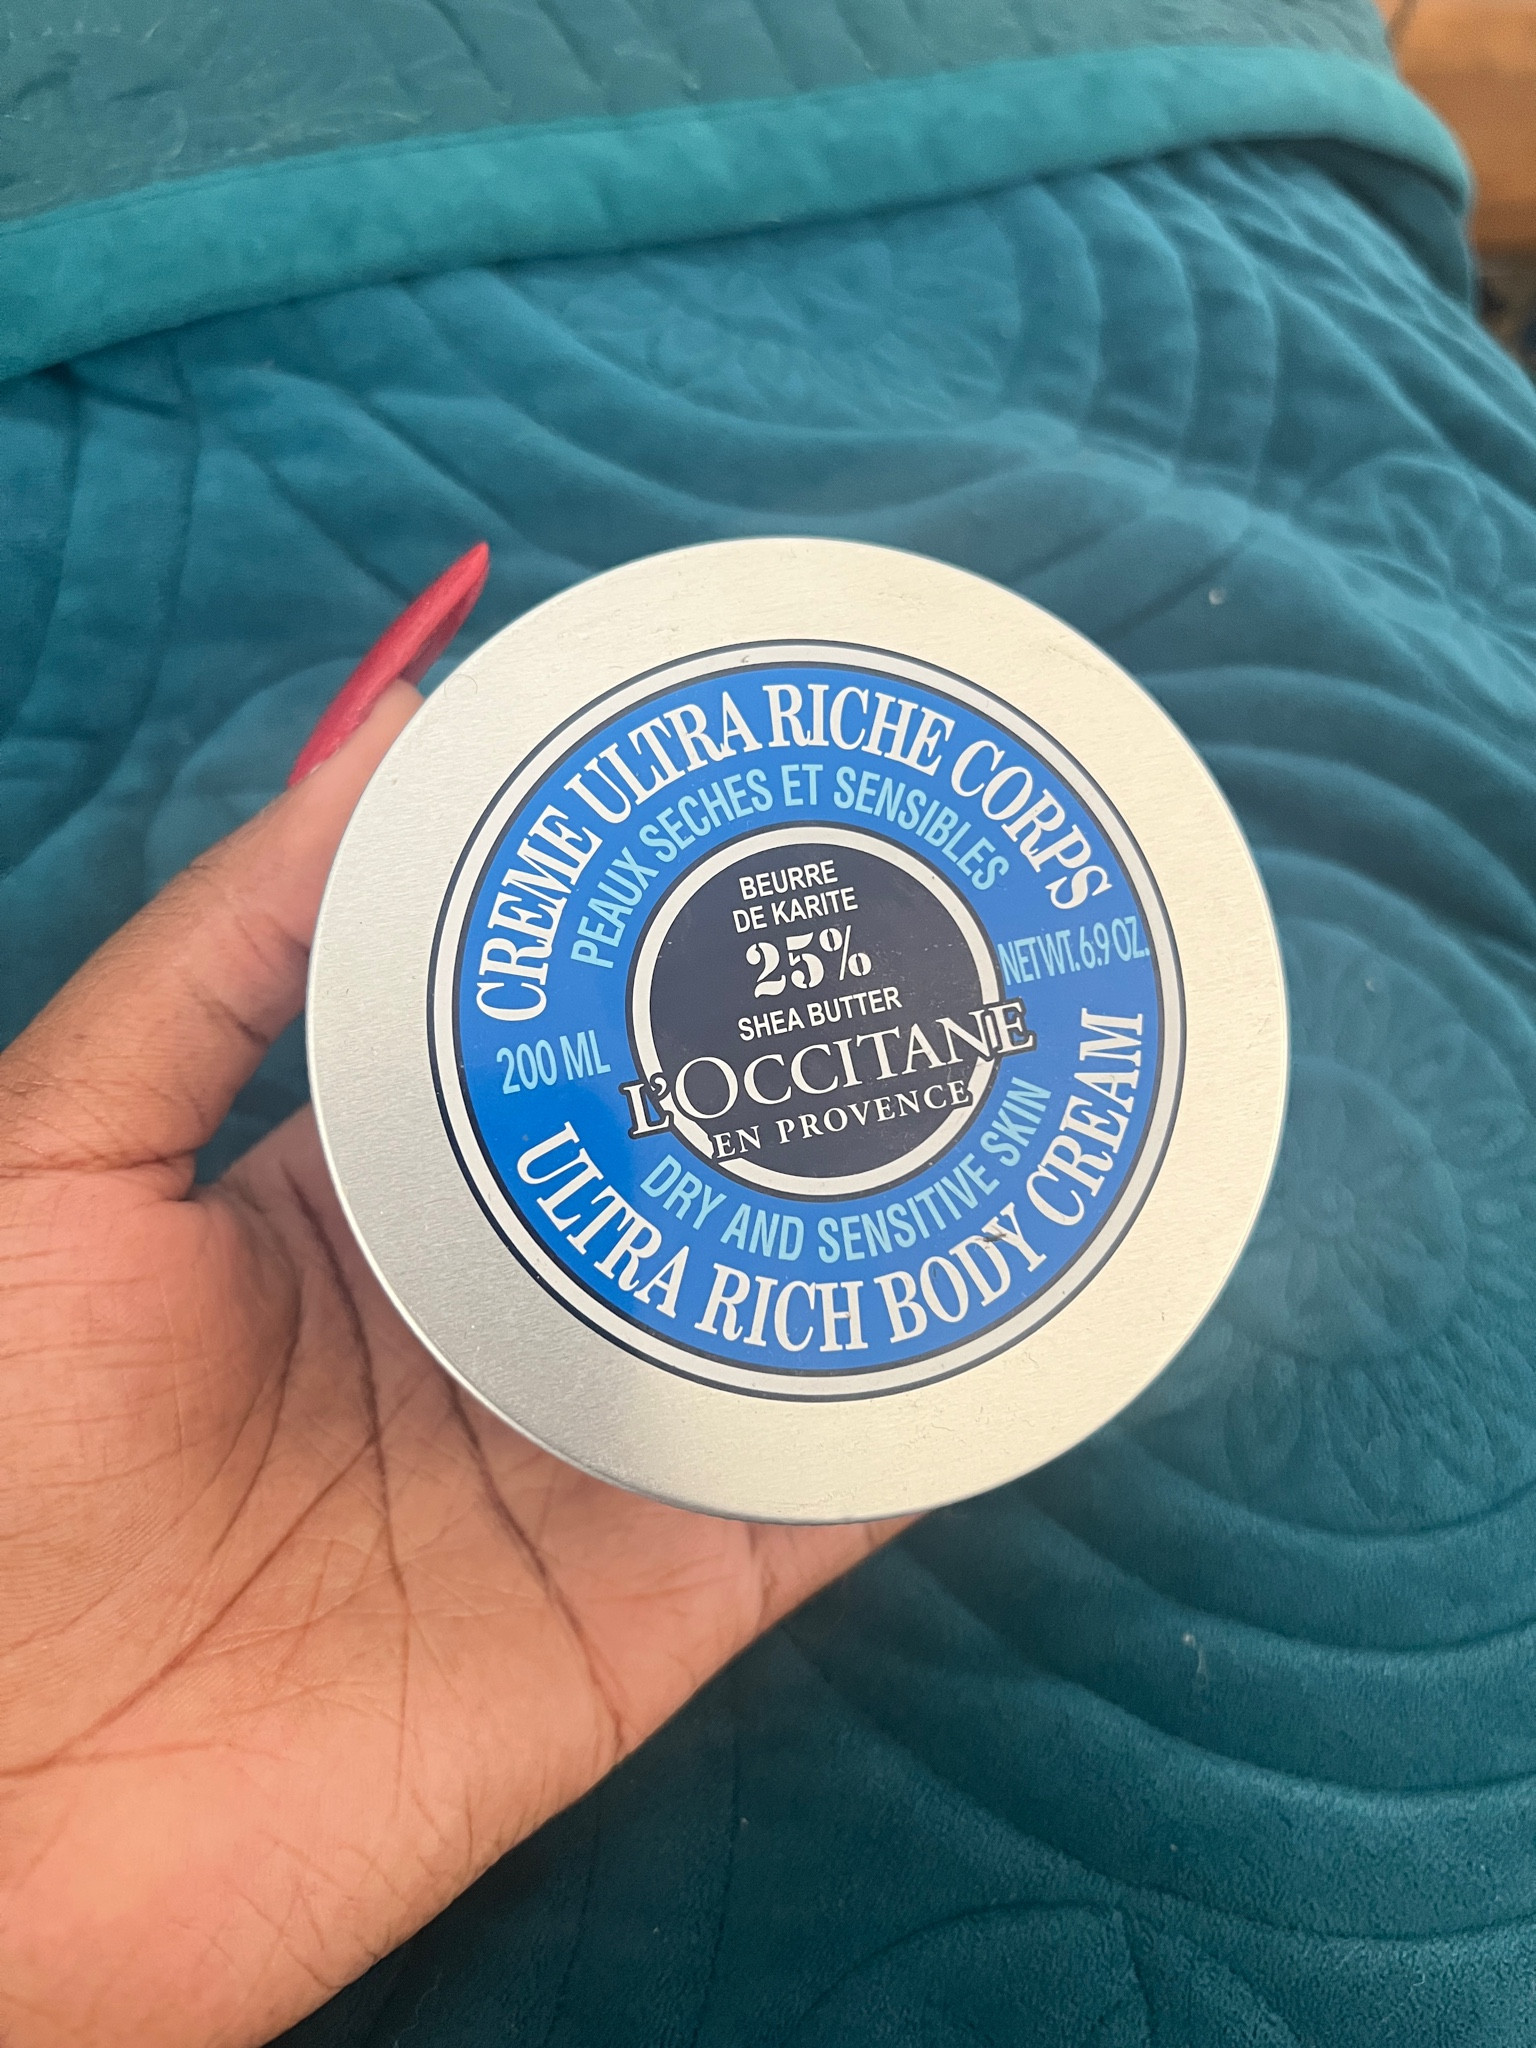 CREME ULTRA RICHE CORPS
PEAUX SECHES ET SENSIBLES
BEURRE
DE KARITE
25%
SHEA BUTTER
L'OCCITANE
EN PROVENCE
200 ML
NET WT. 6.9 OZ.
DRY AND SENSITIVE SKIN
ULTRA RICH BODY CREAM